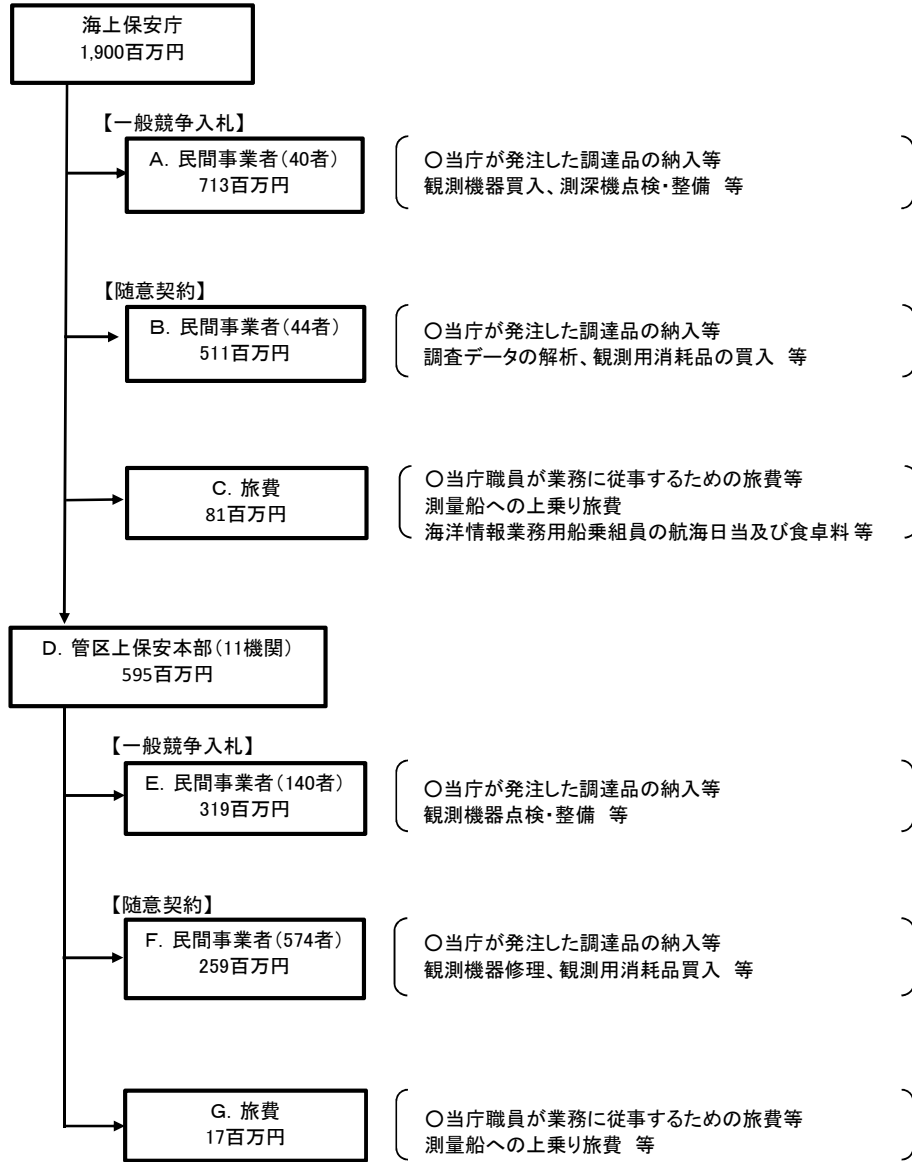 海上保安庁
1,900百万円
【一般競争入札】
A. 民間事業者(40者)
713百万円
○当庁が発注した調達品の納入等
観測機器買入、測深機点検・整備 等
【随意契約】
B. 民間事業者(44者)
511百万円
○当庁が発注した調達品の納入等
調査データの解析、観測用消耗品の買入 等
C. 旅費
81百万円
○当庁職員が業務に従事するための旅費等
測量船への上乗り旅費
海洋情報業務用船乗組員の航海日当及び食卓料 等
D. 管区上保安本部(11機関)
595百万円
【一般競争入札】
E. 民間事業者(140者)
319百万円
○当庁が発注した調達品の納入等
観測機器点検・整備 等
【随意契約】
F. 民間事業者(574者)
259百万円
○当庁が発注した調達品の納入等
観測機器修理、観測用消耗品買入 等
G. 旅費
17百万円
○当庁職員が業務に従事するための旅費等
測量船への上乗り旅費 等